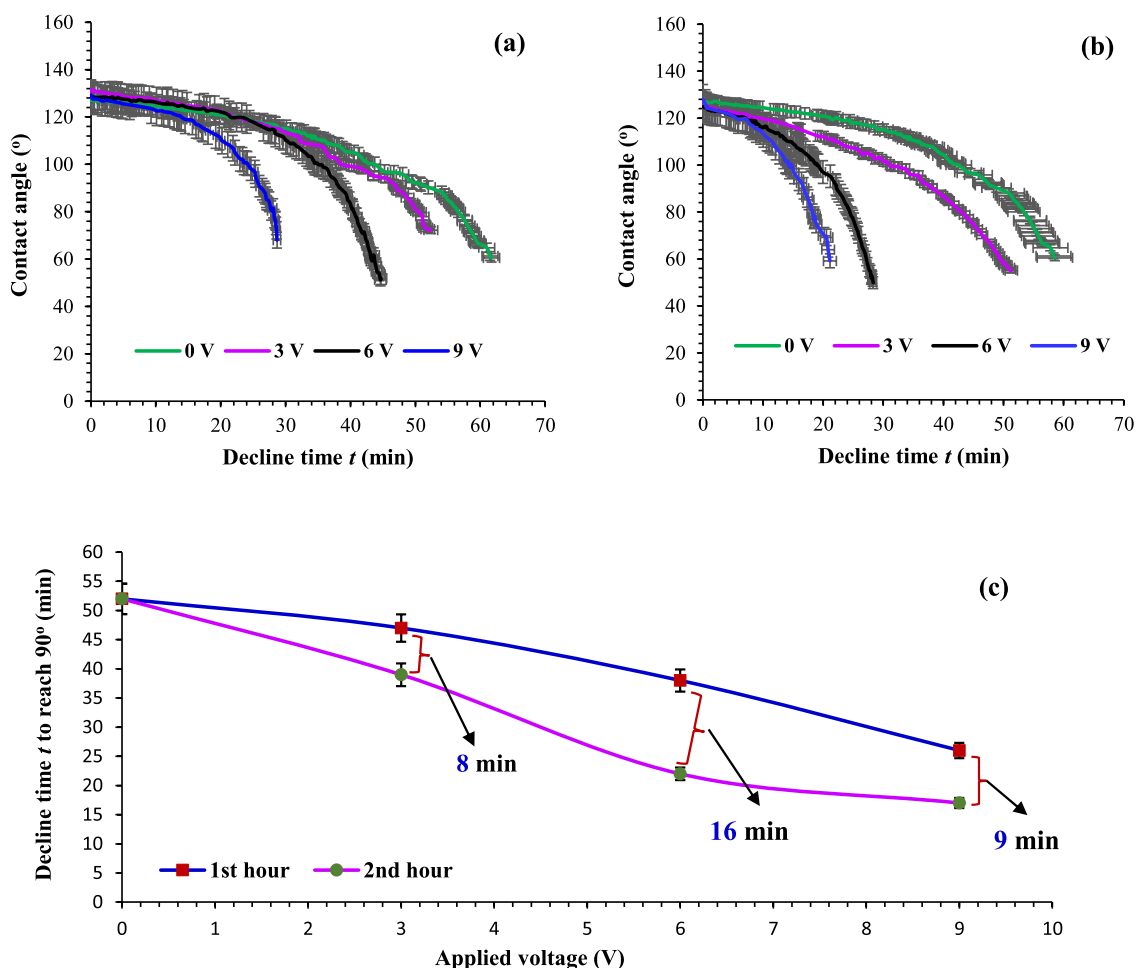 160
140
120
100
80
60
40
20
0
Contact angle (º)
(a)
0 V
3 V
6 V
9 V
0 10 20 30 40 50 60 70
Decline time t (min)
160
140
120
100
80
60
40
20
0
Contact angle (º)
(b)
0 V
3 V
6 V
9 V
0 10 20 30 40 50 60 70
Decline time t (min)
60
55
50
45
40
35
30
25
20
15
10
5
0
Decline time t to reach 90º (min)
(c)
8 min
16 min
9 min
1st hour
2nd hour
0 1 2 3 4 5 6 7 8 9 10
Applied voltage (V)